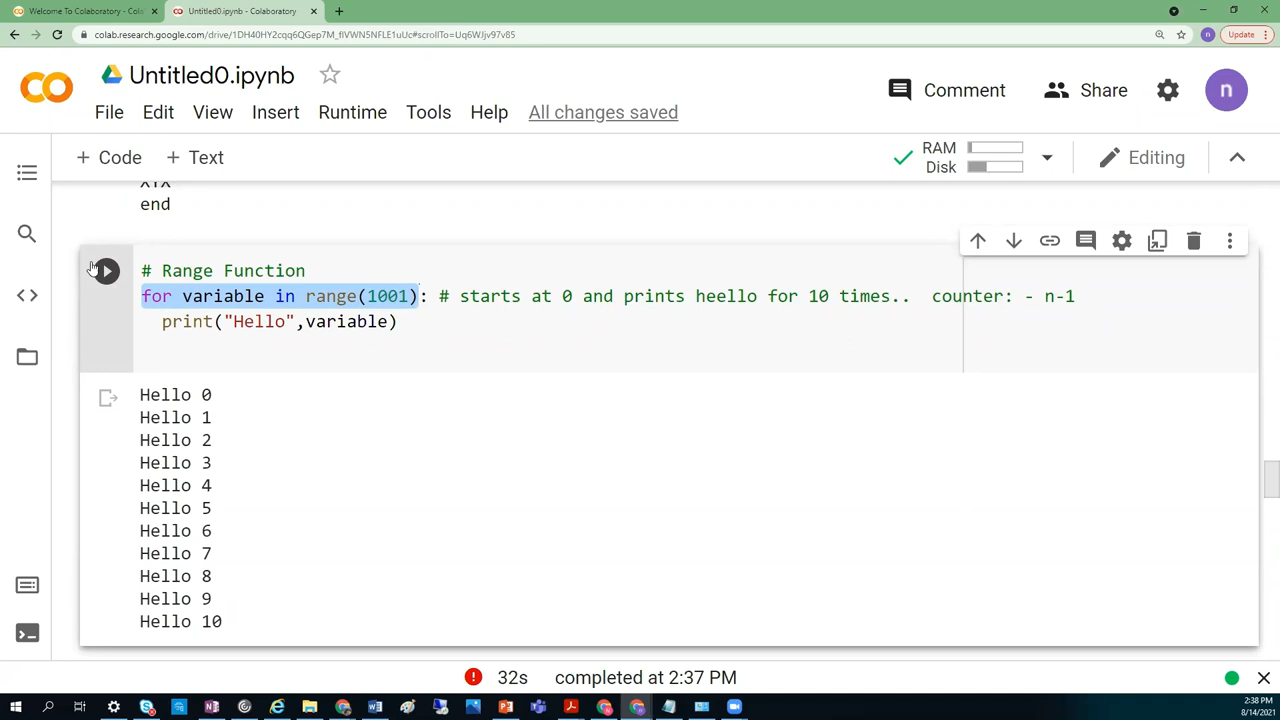 Welcome To Colaboratory - Col
Untitled0.ipynb - Colaboratory
colab.research.google.com/drive/1DH40HY2cqq6QGep7M_flVWN5NFLE1uUc#scrollTo=Uq6WJjv97v85
n
Update
Untitled0.ipynb
Comment
Share
n
File Edit View Insert Runtime Tools Help All changes saved
+ Code + Text
RAM
Disk
Editing
end
# Range Function
for variable in range(1001): # starts at 0 and prints heello for 10 times.. counter: - n-1
print("Hello",variable)
Hello 0
Hello 1
Hello 2
Hello 3
Hello 4
Hello 5
Hello 6
Hello 7
Hello 8
Hello 9
Hello 10
32s completed at 2:37 PM
2:38 PM
8/14/2021